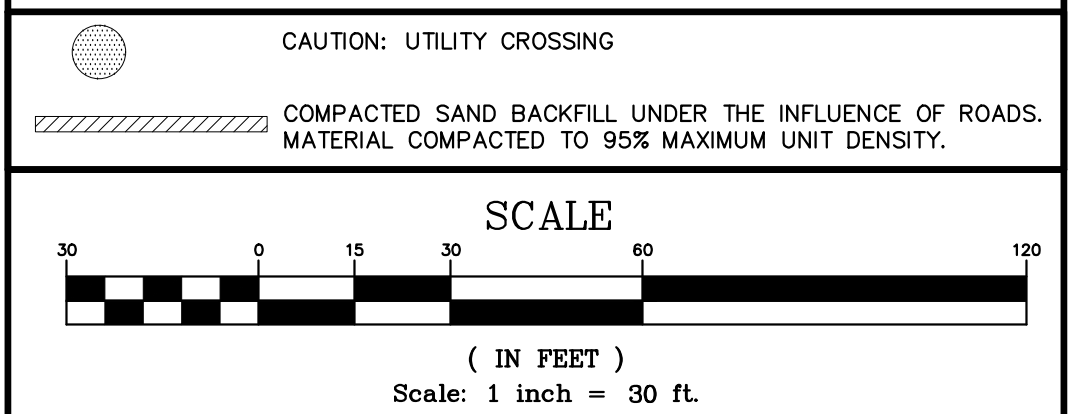 CAUTION: UTILITY CROSSING
COMPACTED SAND BACKFILL UNDER THE INFLUENCE OF ROADS.
MATERIAL COMPACTED TO 95% MAXIMUM UNIT DENSITY.
SCALE
30 0 15 30 60 120
( IN FEET )
Scale: 1 inch = 30 ft.